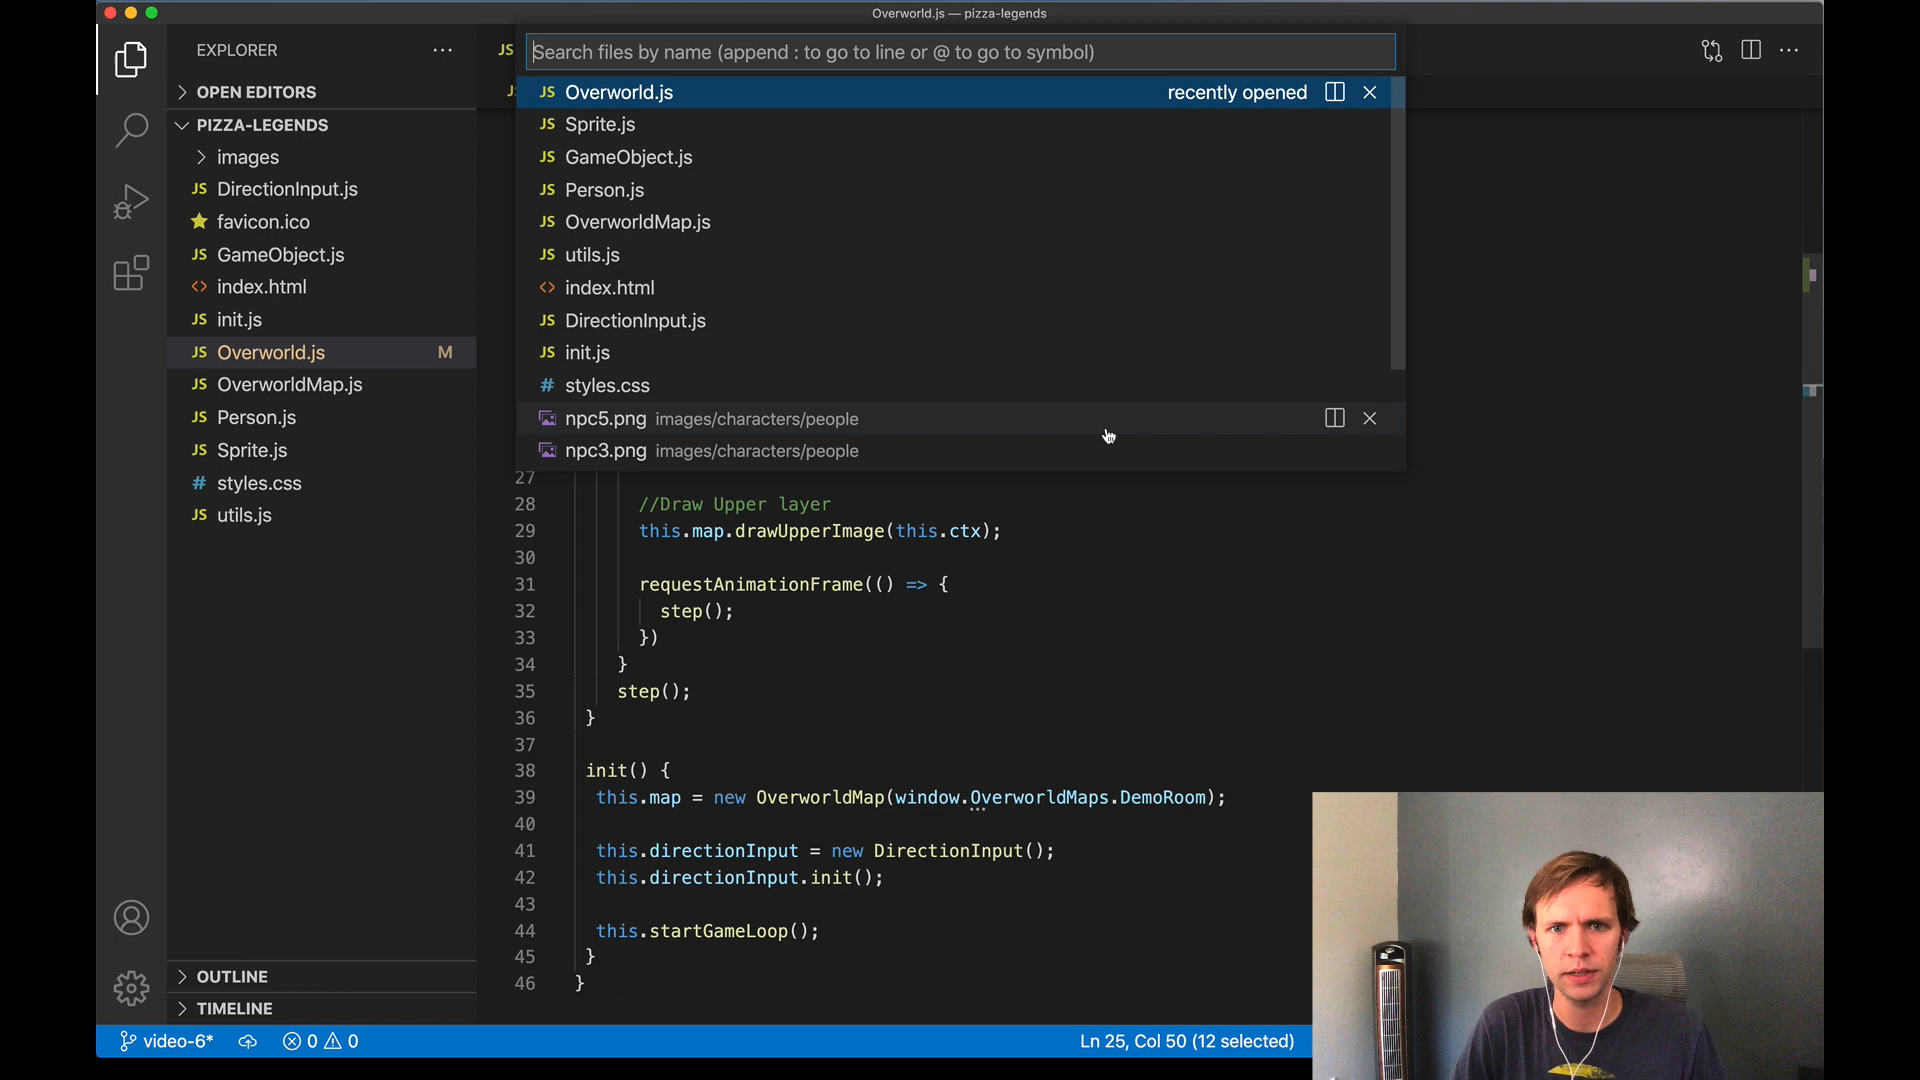 Overworld.js — pizza-legends
EXPLORER
OPEN EDITORS
PIZZA-LEGENDS
images
JS DirectionInput.js
favicon.ico
JS GameObject.js
<> index.html
JS init.js
JS Overworld.js M
JS OverworldMap.js
JS Person.js
JS Sprite.js
# styles.css
JS utils.js
OUTLINE
TIMELINE
JS
Search files by name (append : to go to line or @ to go to symbol)
JS Overworld.js recently opened
JS Sprite.js
JS GameObject.js
JS Person.js
JS OverworldMap.js
JS utils.js
<> index.html
JS DirectionInput.js
JS init.js
# styles.css
npc5.png images/characters/people
npc3.png images/characters/people
27
28 //Draw Upper layer
29 this.map.drawUpperImage(this.ctx);
30
31 requestAnimationFrame(() => {
32 step();
33 })
34 }
35 step();
36 }
37
38 init() {
39 this.map = new OverworldMap(window.OverworldMaps.DemoRoom);
40
41 this.directionInput = new DirectionInput();
42 this.directionInput.init();
43
44 this.startGameLoop();
45 }
46 }
video-6* 0 0 Ln 25, Col 50 (12 selected)